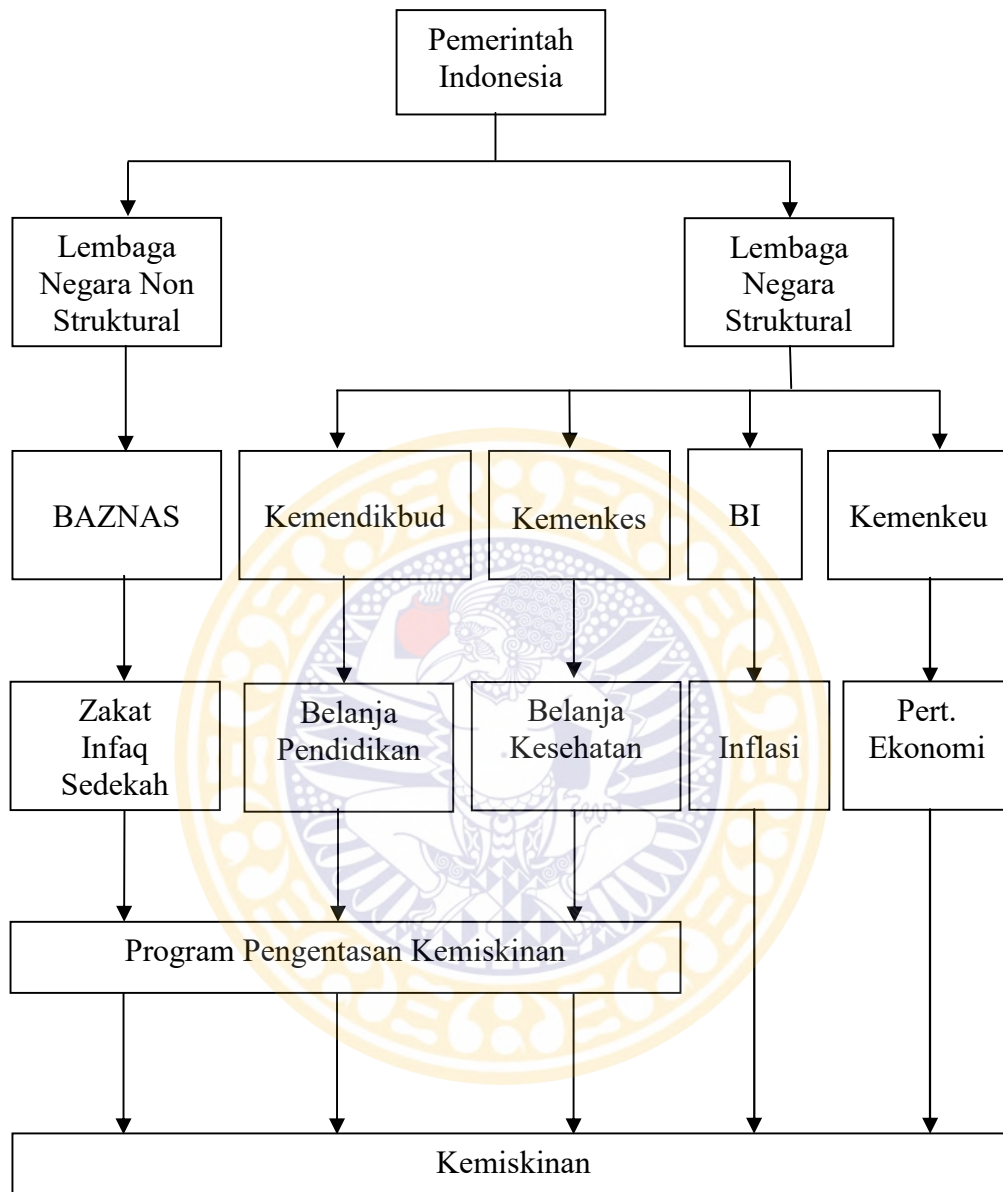 Pemerintah
Indonesia
Lembaga
Negara Non
Struktural
Lembaga
Negara
Struktural
BAZNAS
Kemendikbud
Kemenkes
BI
Kemenkeu
Zakat
Infaq
Sedekah
Belanja
Pendidikan
Belanja
Kesehatan
Inflasi
Pert.
Ekonomi
Program Pengentasan Kemiskinan
Kemiskinan